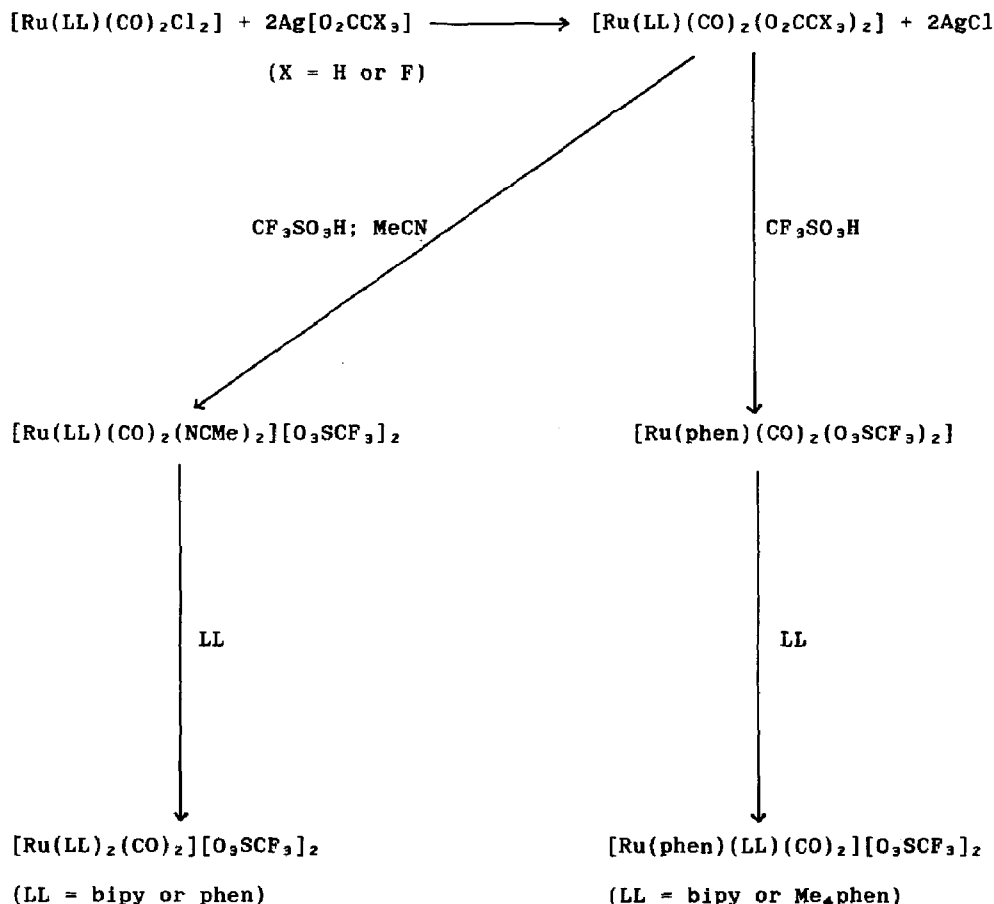 [Ru(LL)(CO)₂Cl₂] + 2Ag[O₂CCX₃] ⟶ [Ru(LL)(CO)₂(O₂CCX₃)₂] + 2AgCl
(X = H or F)
CF₃SO₃H; MeCN
CF₃SO₃H
[Ru(LL)(CO)₂(NCMe)₂][O₃SCF₃]₂
[Ru(phen)(CO)₂(O₃SCF₃)₂]
LL
LL
[Ru(LL)₂(CO)₂][O₃SCF₃]₂
[Ru(phen)(LL)(CO)₂][O₃SCF₃]₂
(LL = bipy or phen)
(LL = bipy or Me₄phen)